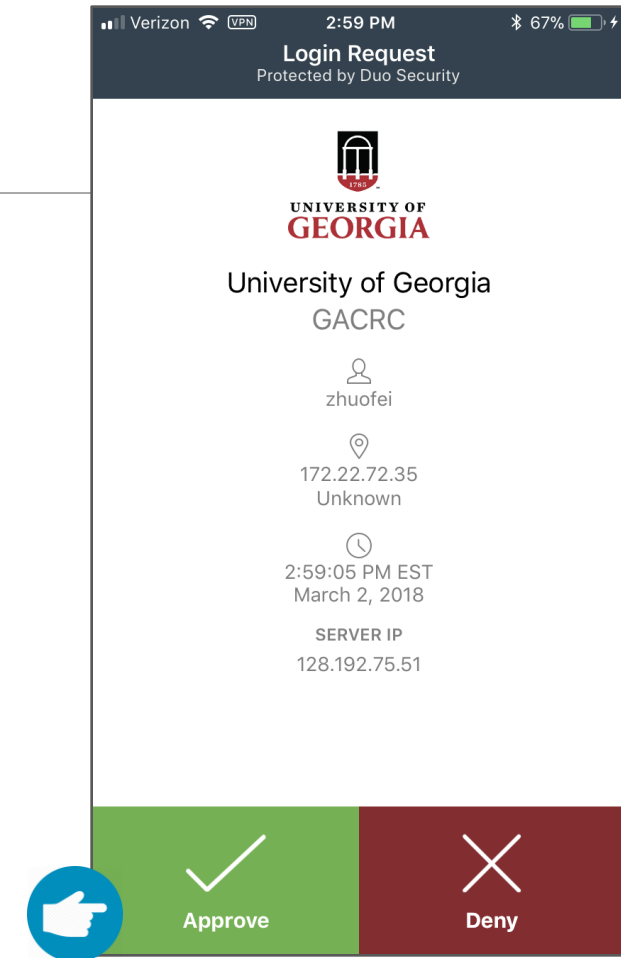 Verizon VPN 2:59 PM 67%
Login Request
Protected by Duo Security
1785
UNIVERSITY OF
GEORGIA
University of Georgia
GACRC
zhuofei
172.22.72.35
Unknown
2:59:05 PM EST
March 2, 2018
SERVER IP
128.192.75.51
Approve Deny